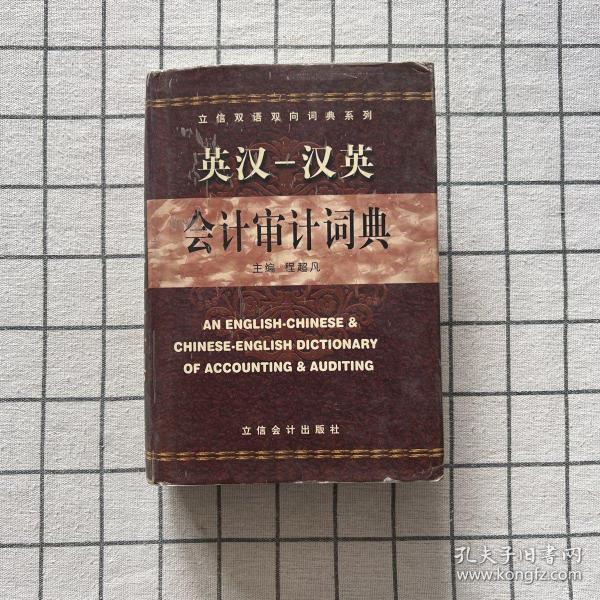 立信双语双向词典系列
英汉－汉英
会计审计词典
主编 程超凡
AN ENGLISH-CHINESE &
CHINESE-ENGLISH DICTIONARY
OF ACCOUNTING & AUDITING
立信会计出版社
孔夫子旧书网
www.kongfz.com